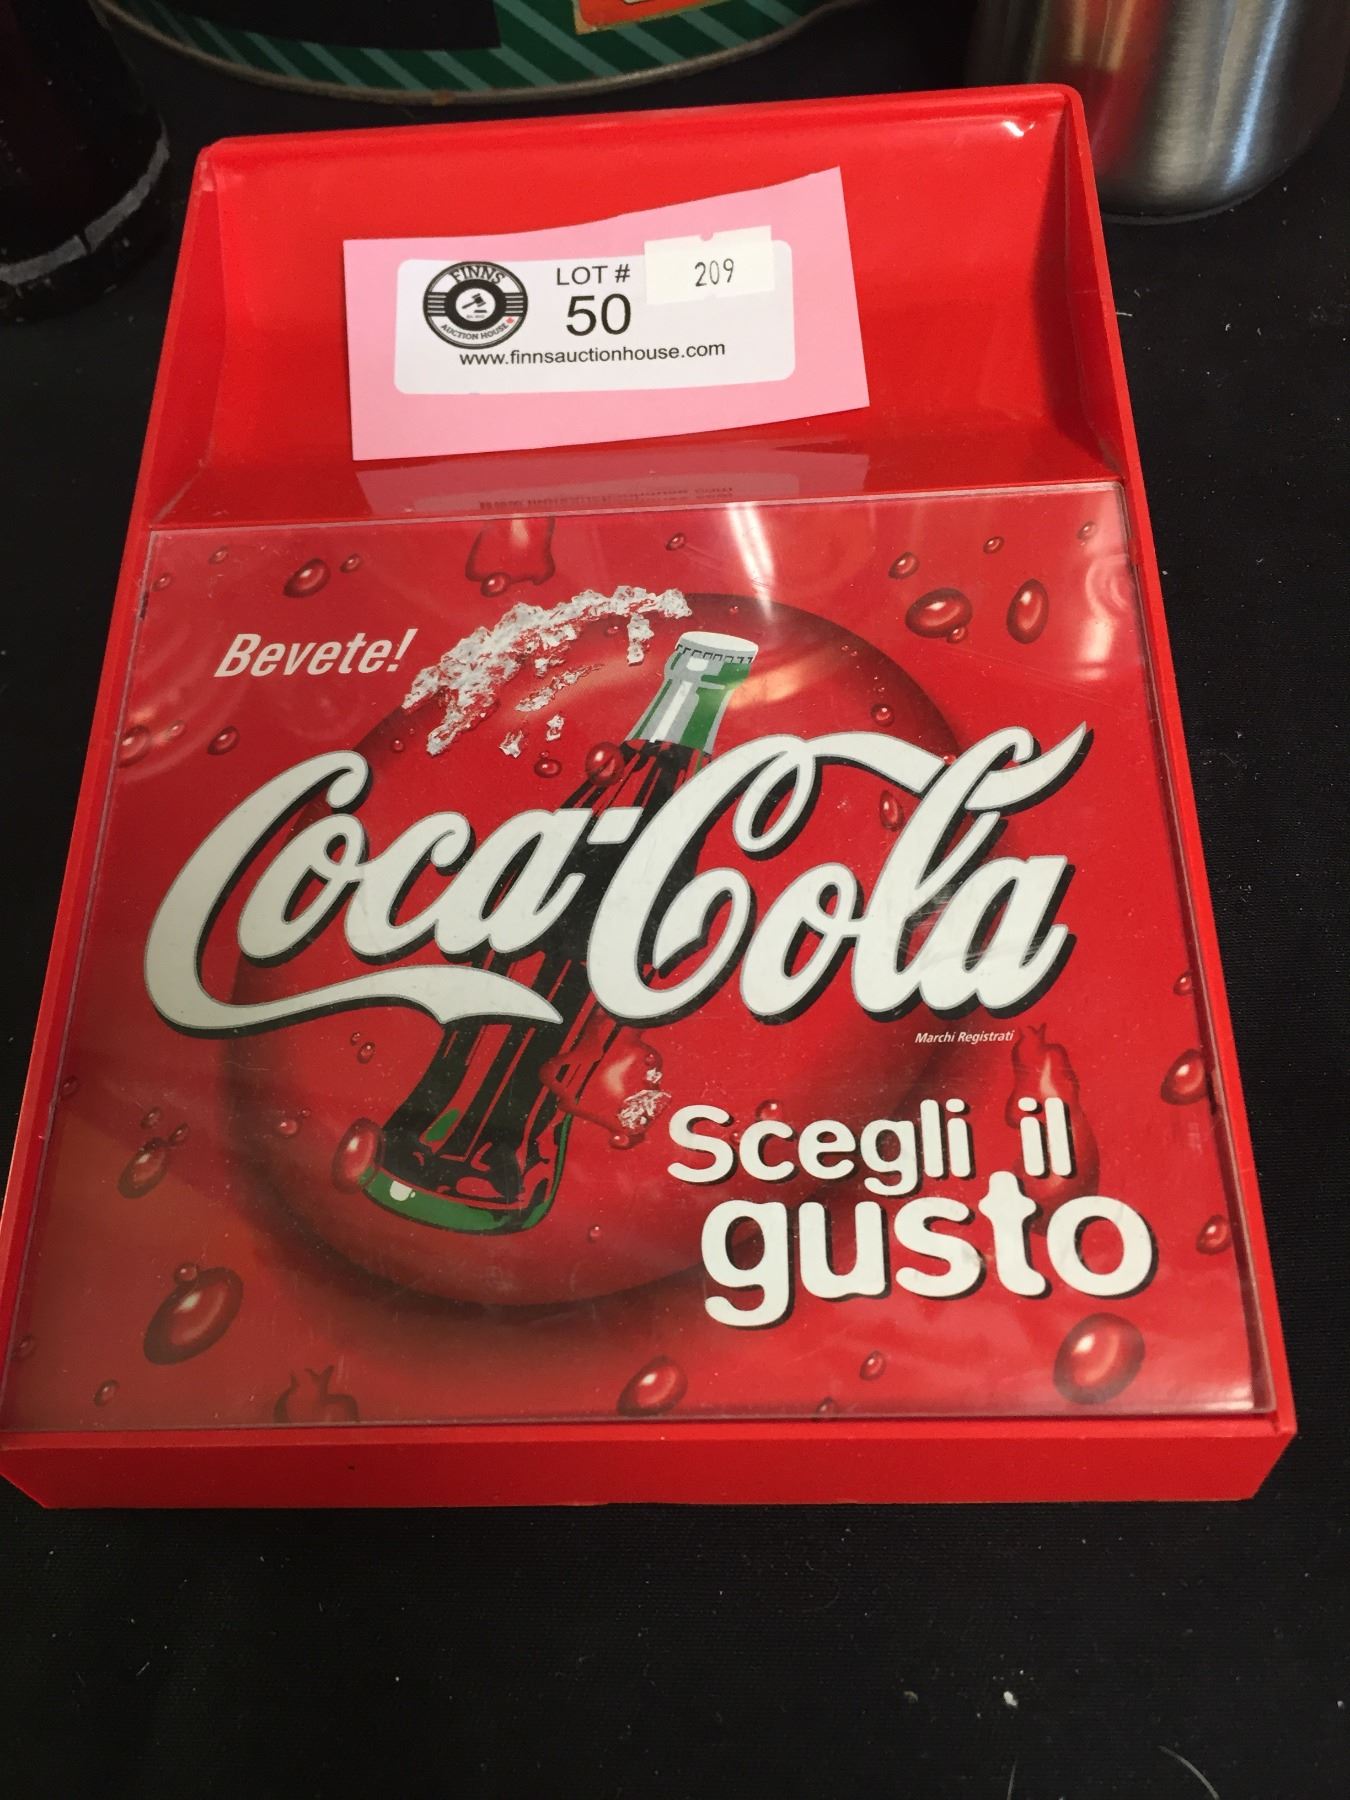 FINNS
AUCTION HOUSE
LOT #
50
209
www.finnsauctionhouse.com
Bevete!
Coca-Cola
Marchi Registrati
Scegli il
gusto